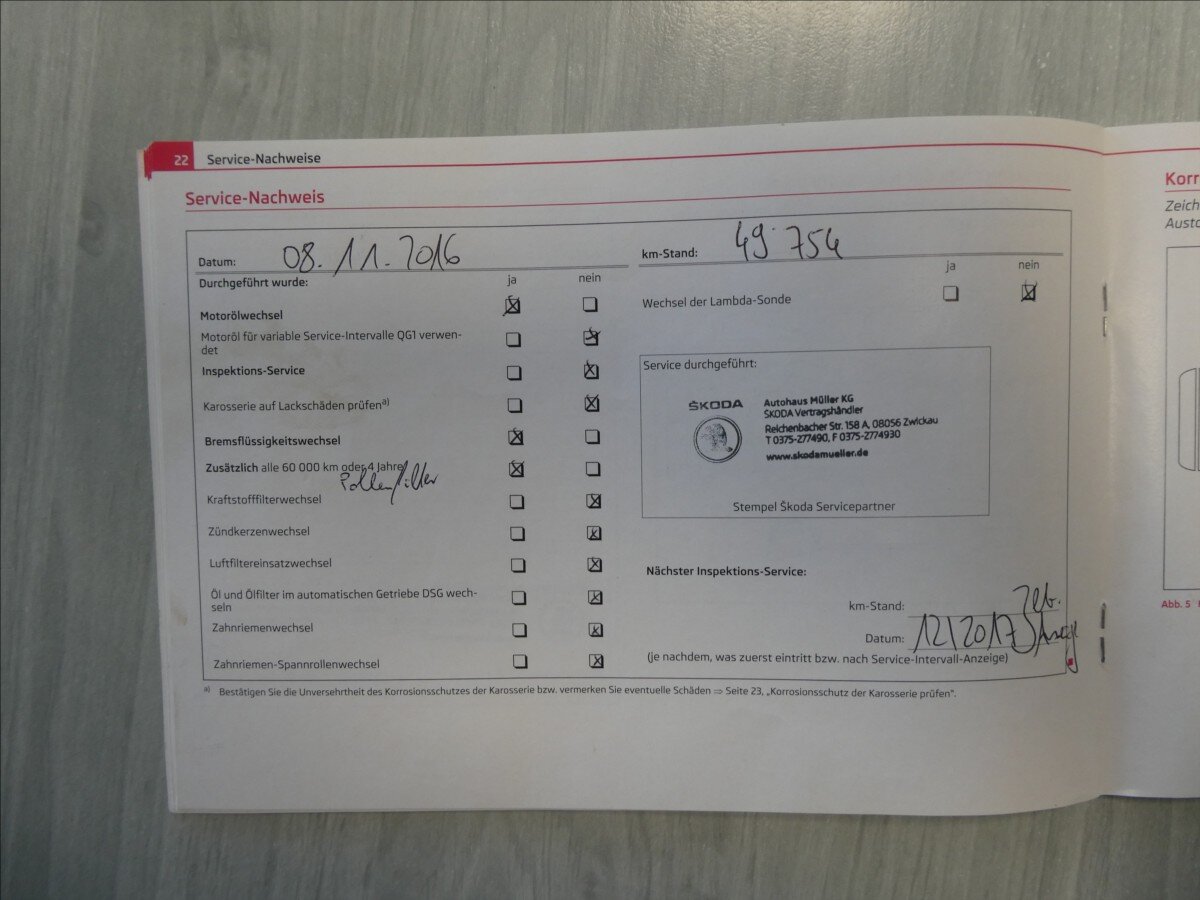 22 Service-Nachweise
Service-Nachweis
Datum: 08.11.2016
Durchgeführt wurde: ja nein
Motorölwechsel
Motoröl für variable Service-Intervalle QG1 verwen-
det
Inspektions-Service
Karosserie auf Lackschäden prüfen a)
Bremsflüssigkeitswechsel
Zusätzlich alle 60 000 km oder 4 Jahre
Pollenfilter
Kraftstofffilterwechsel
Zündkerzenwechsel
Luftfiltereinsatzwechsel
Öl und Ölfilter im automatischen Getriebe DSG wech-
seln
Zahnriemenwechsel
Zahnriemen-Spannrollenwechsel
km-Stand: 49.754
ja nein
Wechsel der Lambda-Sonde
Service durchgeführt:
ŠKODA
Autohaus Müller KG
ŠKODA Vertragshändler
Reichenbacher Str. 158 A, 08056 Zwickau
T 0375-277490, F 0375-2774930
www.skodamueller.de
Stempel Škoda Servicepartner
Nächster Inspektions-Service:
km-Stand:
Datum: 12/2017
(je nachdem, was zuerst eintritt bzw. nach Service-Intervall-Anzeige)
a) Bestätigen Sie die Unversehrtheit des Korrosionsschutzes der Karosserie bzw. vermerken Sie eventuelle Schäden ⇒ Seite 23, „Korrosionsschutz der Karosserie prüfen“.
Korr
Zeich
Austo
Abb. 5